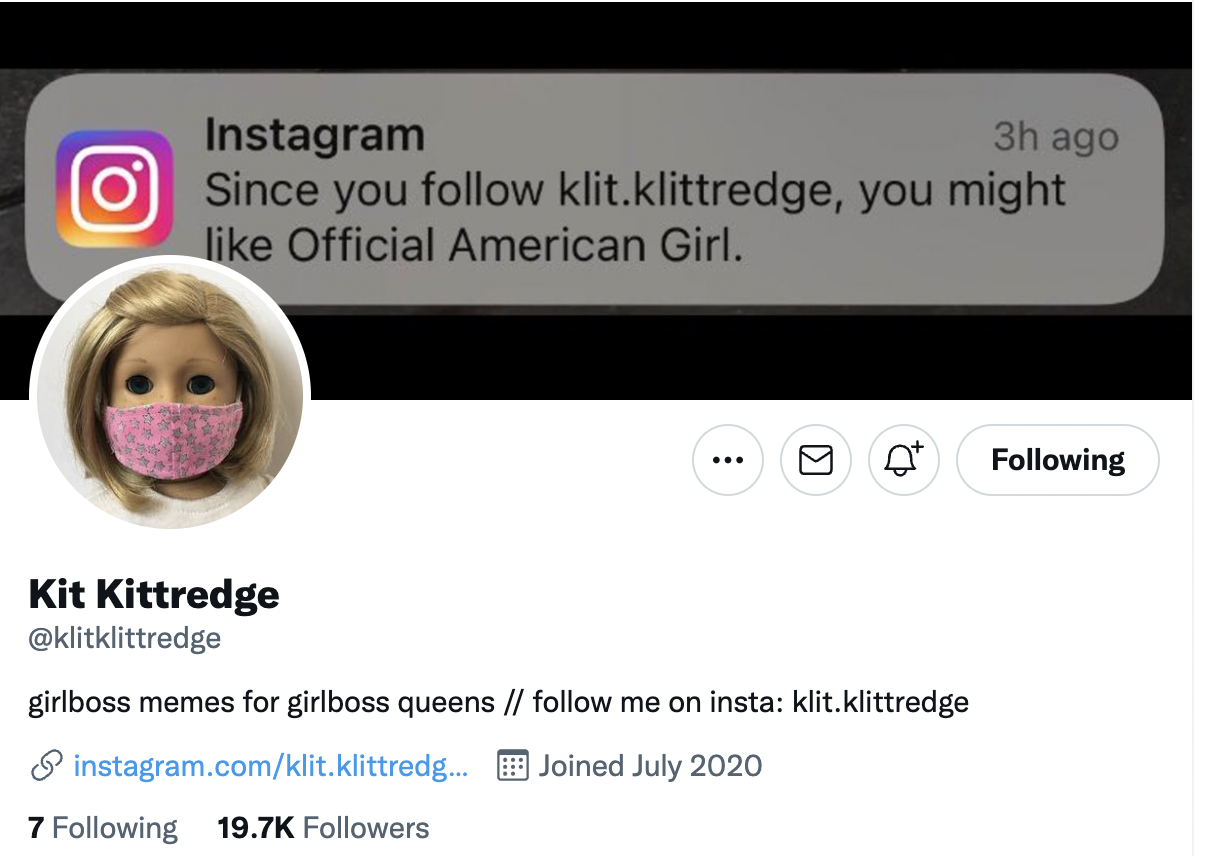 Instagram
3h ago
Since you follow klit.klittredge, you might
like Official American Girl.
Following
Kit Kittredge
@klitklittredge
girlboss memes for girlboss queens // follow me on insta: klit.klittredge
instagram.com/klit.klittredg... Joined July 2020
7 Following 19.7K Followers